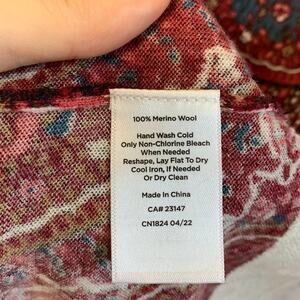 100% Merino Wool
Hand Wash Cold
Only Non-Chlorine Bleach
When Needed
Reshape, Lay Flat To Dry
Cool Iron, If Needed
Or Dry Clean
Made In China
CA# 23147
CN1824 04/22